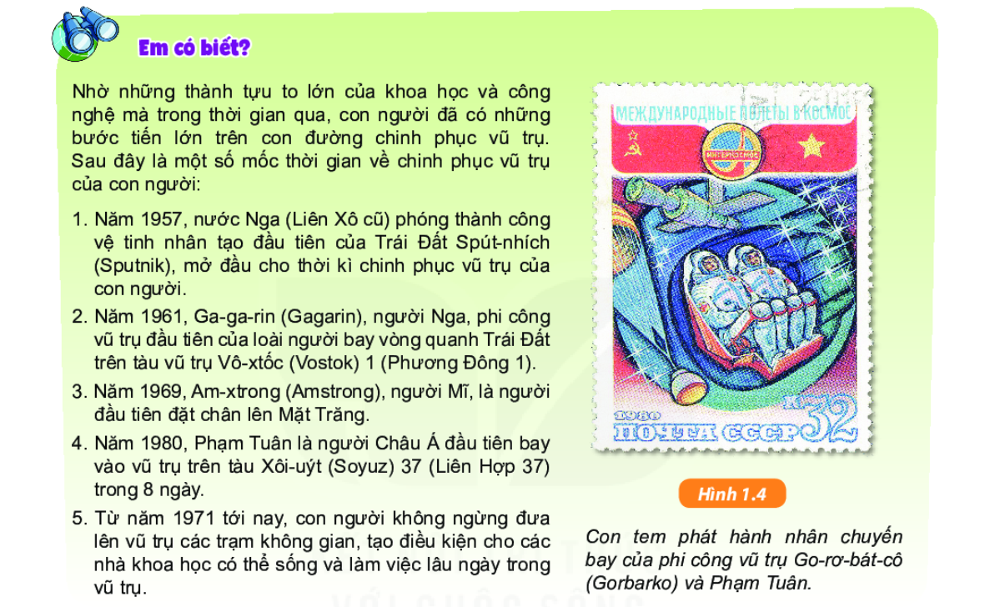 Em có biết?
Nhờ những thành tựu to lớn của khoa học và công
nghệ mà trong thời gian qua, con người đã có những
bước tiến lớn trên con đường chinh phục vũ trụ.
Sau đây là một số mốc thời gian về chinh phục vũ trụ
của con người:
1. Năm 1957, nước Nga (Liên Xô cũ) phóng thành công
vệ tinh nhân tạo đầu tiên của Trái Đất Spút-nhích
(Sputnik), mở đầu cho thời kì chinh phục vũ trụ của
con người.
2. Năm 1961, Ga-ga-rin (Gagarin), người Nga, phi công
vũ trụ đầu tiên của loài người bay vòng quanh Trái Đất
trên tàu vũ trụ Vô-xtốc (Vostok) 1 (Phương Đông 1).
3. Năm 1969, Am-xtrong (Amstrong), người Mĩ, là người
đầu tiên đặt chân lên Mặt Trăng.
4. Năm 1980, Phạm Tuân là người Châu Á đầu tiên bay
vào vũ trụ trên tàu Xôi-uýt (Soyuz) 37 (Liên Hợp 37)
trong 8 ngày.
5. Từ năm 1971 tới nay, con người không ngừng đưa
lên vũ trụ các trạm không gian, tạo điều kiện cho các
nhà khoa học có thể sống và làm việc lâu ngày trong
vũ trụ.
МЕЖДУНАРОДНЫЕ ПОЛЕТЫ В КОСМОС
ИНТЕРКОСМОС
1980
ПОЧТА СССР К32
Hình 1.4
Con tem phát hành nhân chuyến
bay của phi công vũ trụ Go-rơ-bát-cô
(Gorbarko) và Phạm Tuân.